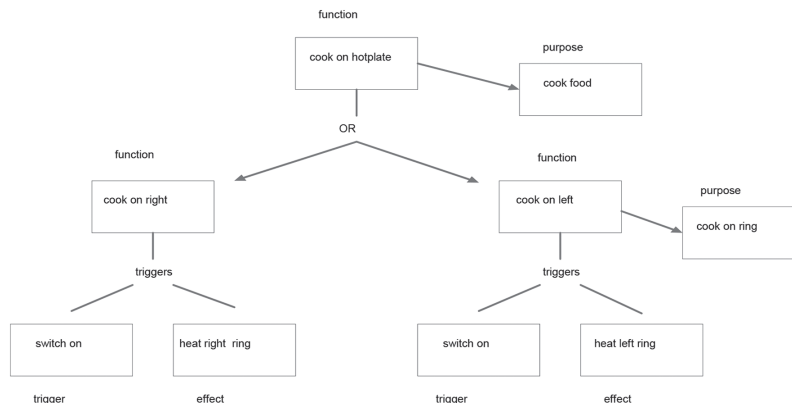 function
cook on hotplate
purpose
cook food
OR
function
function
cook on right
cook on left
purpose
cook on ring
triggers
triggers
switch on
heat right ring
switch on
heat left ring
trigger
effect
trigger
effect